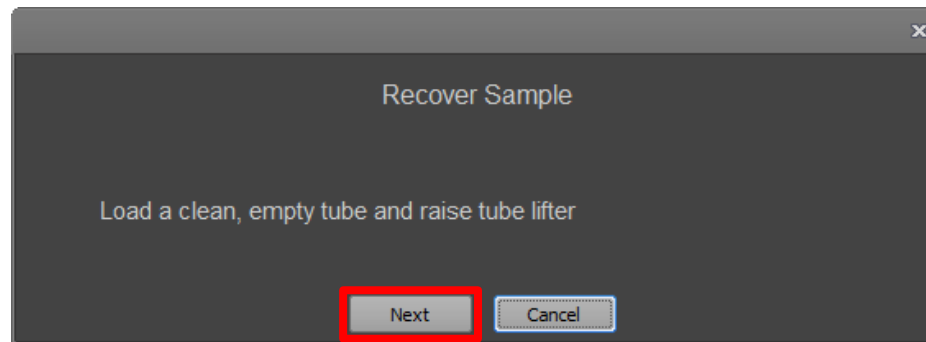 Recover Sample
Load a clean, empty tube and raise tube lifter
Next Cancel